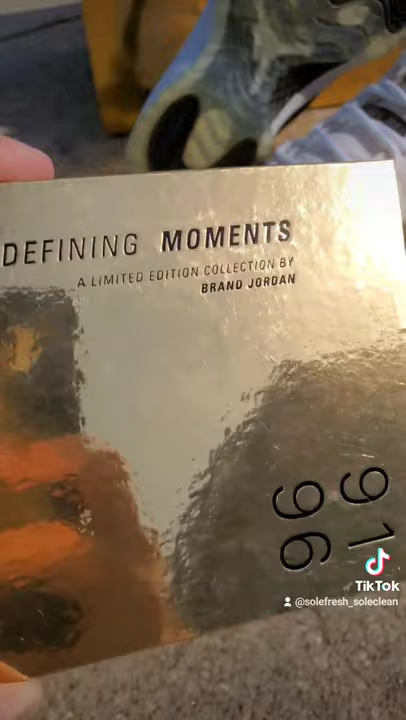 DEFINING MOMENTS
A LIMITED EDITION COLLECTION BY
BRAND JORDAN
91
96
TikTok
@solefresh_soleclean